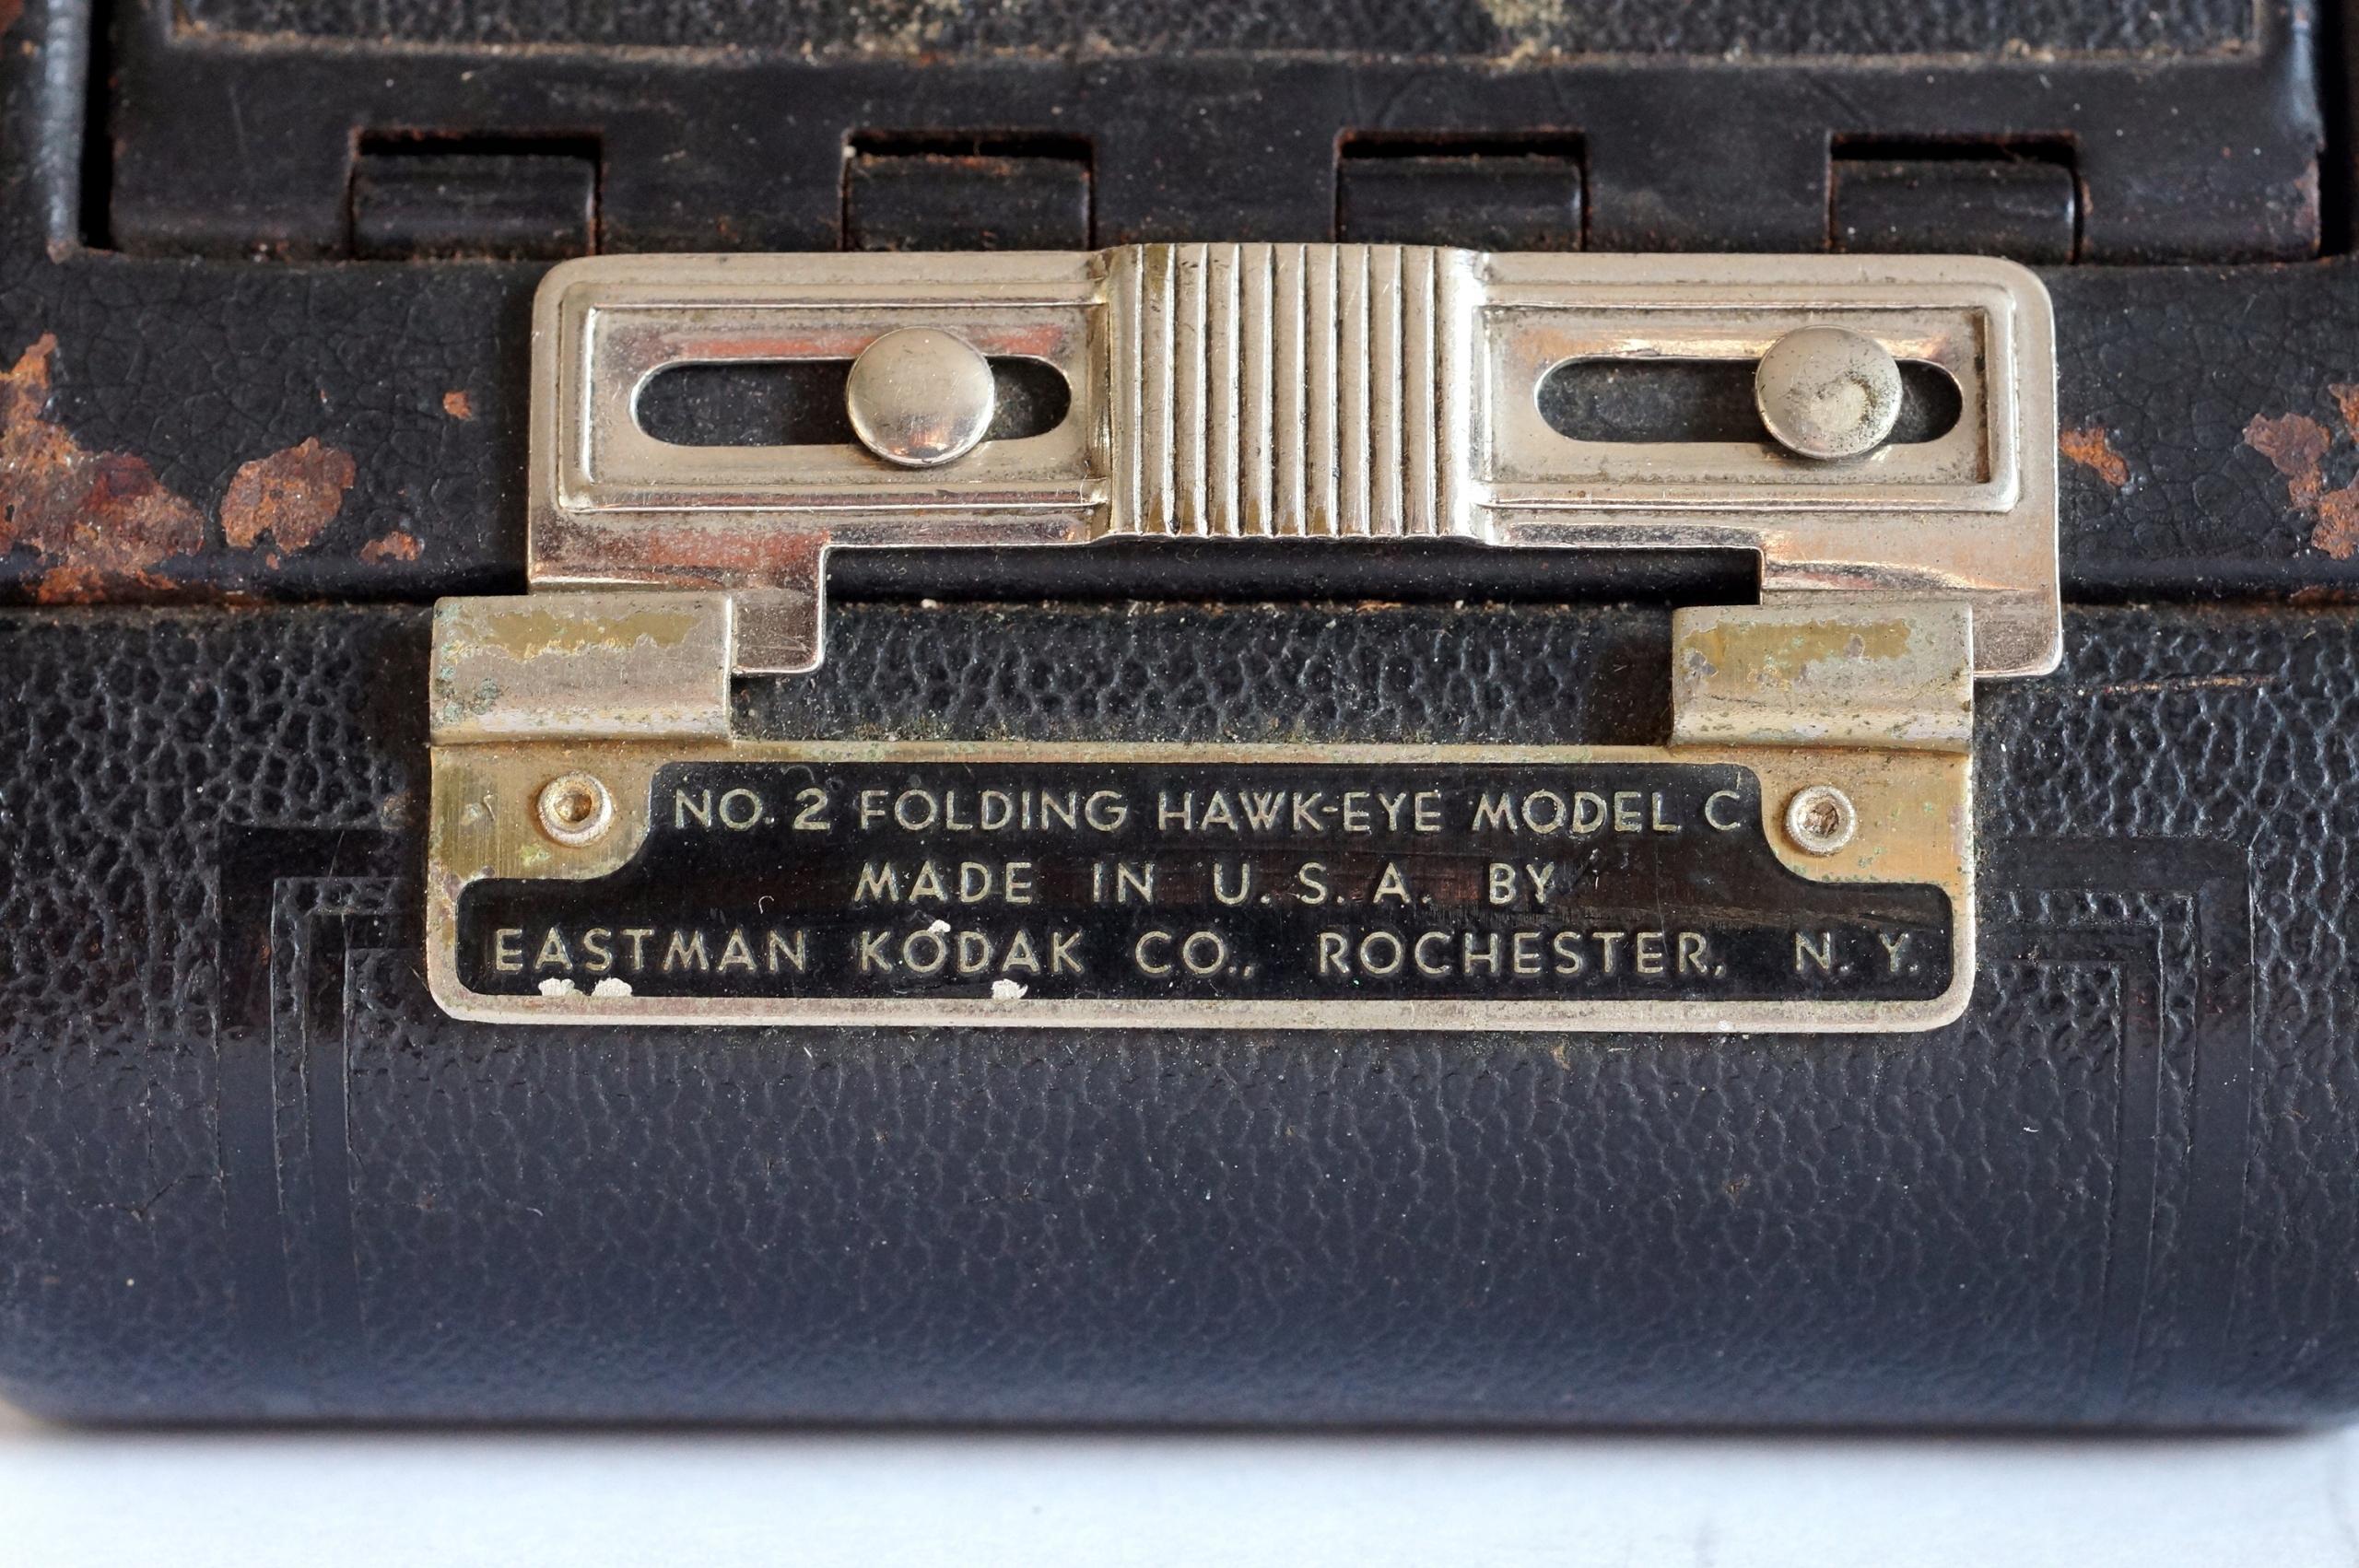 NO. 2 FOLDING HAWK-EYE MODEL C
MADE IN U.S.A. BY
EASTMAN KODAK CO., ROCHESTER, N.Y.